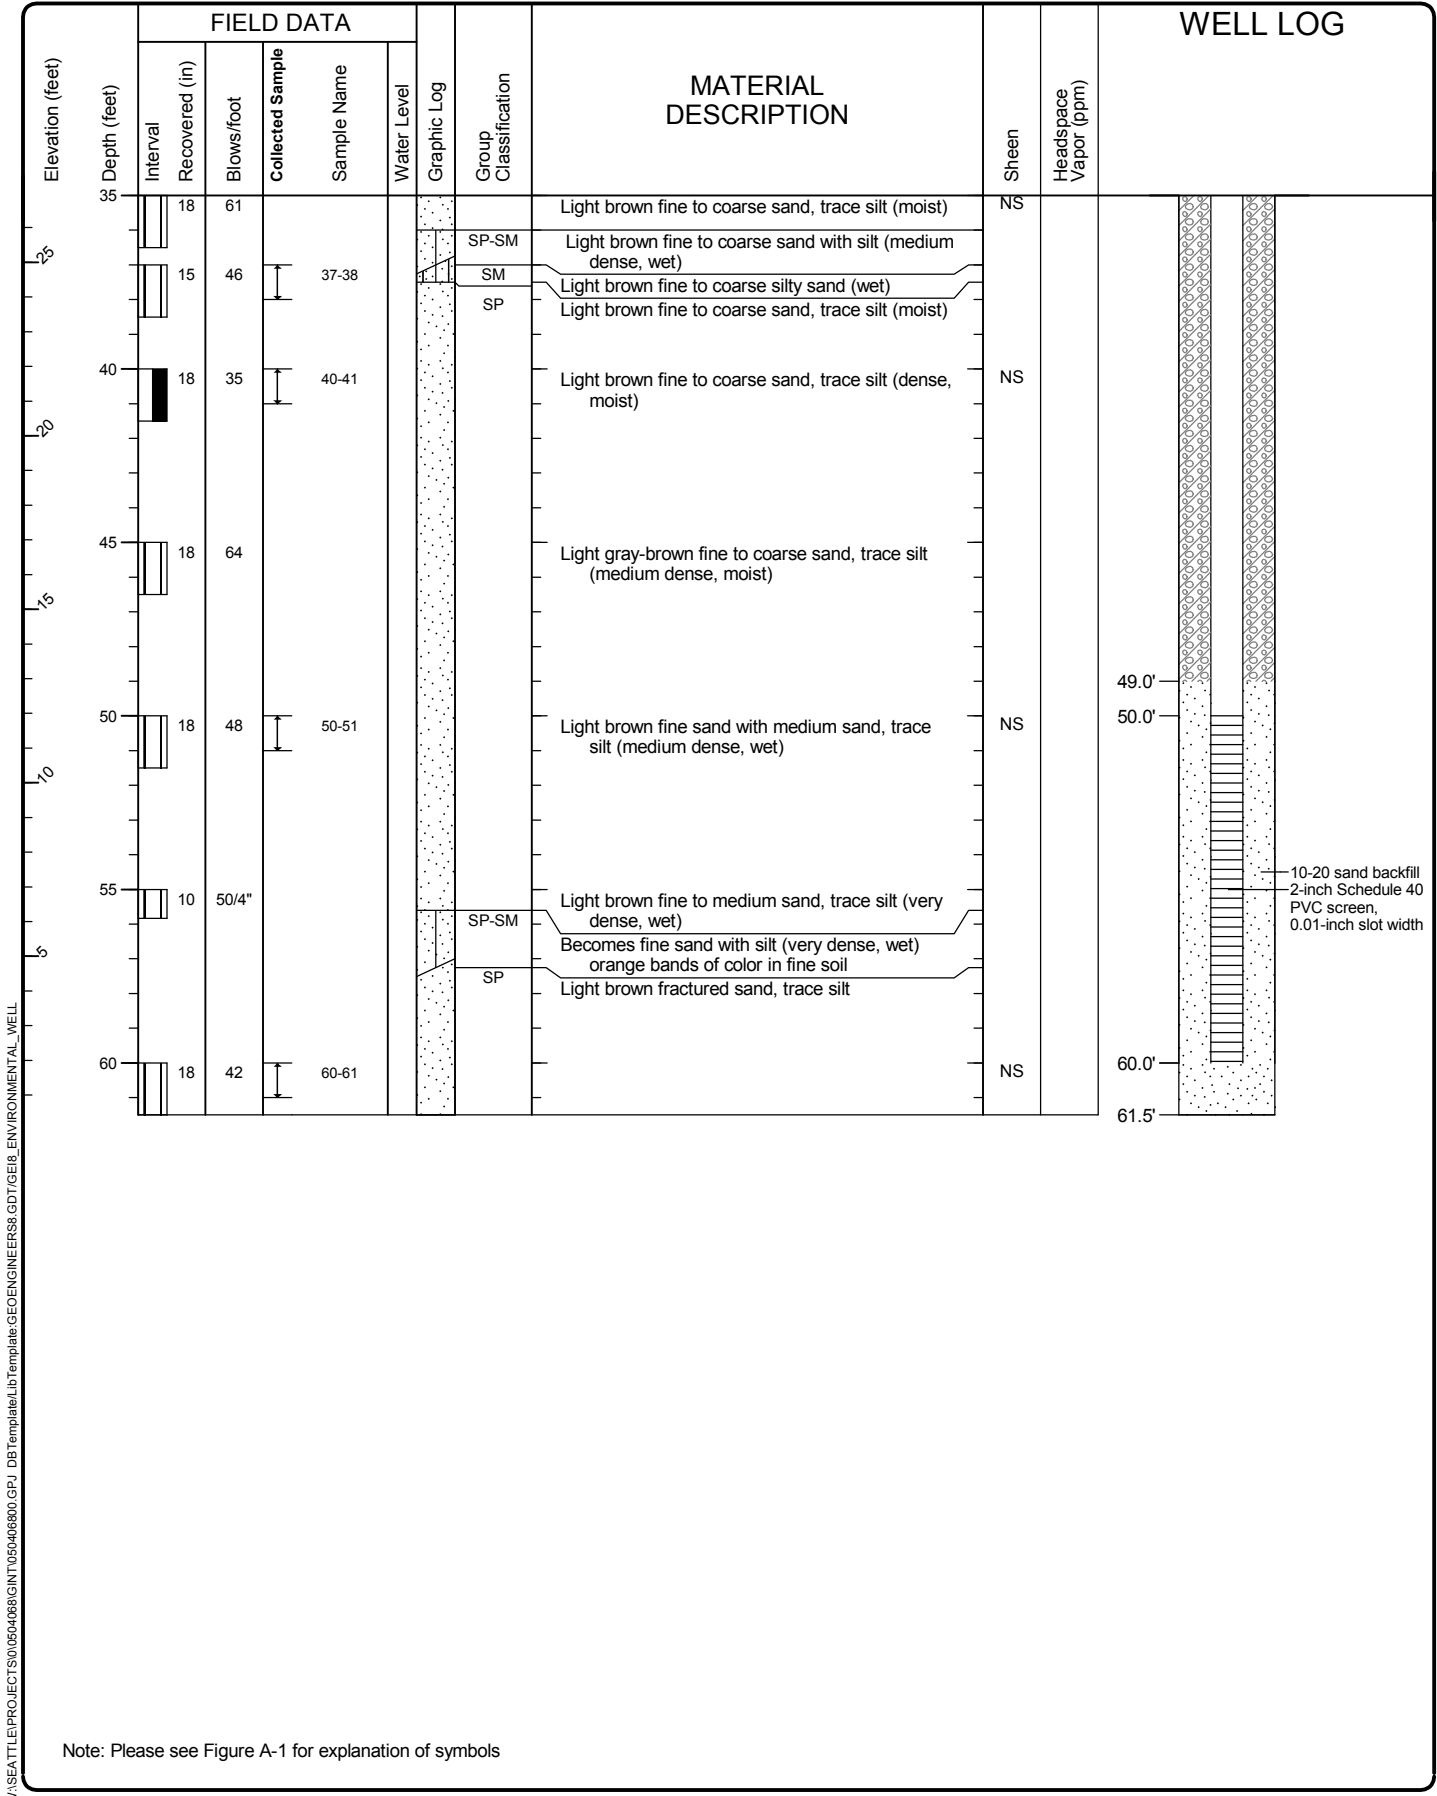 FIELD DATA
WELL LOG
Elevation (feet)
Depth (feet)
Interval
Recovered (in)
Blows/foot
Collected Sample
Sample Name
Water Level
Graphic Log
Group
Classification
MATERIAL
DESCRIPTION
Sheen
Headspace
Vapor (ppm)
35
18
61
Light brown fine to coarse sand, trace silt (moist)
NS
SP-SM
Light brown fine to coarse sand with silt (medium
dense, wet)
25
15
46
37-38
SM
Light brown fine to coarse silty sand (wet)
SP
Light brown fine to coarse sand, trace silt (moist)
40
18
35
40-41
Light brown fine to coarse sand, trace silt (dense,
moist)
NS
20
45
18
64
Light gray-brown fine to coarse sand, trace silt
(medium dense, moist)
15
49.0'
50
18
48
50-51
Light brown fine sand with medium sand, trace
silt (medium dense, wet)
NS
50.0'
10
10-20 sand backfill
2-inch Schedule 40
PVC screen,
0.01-inch slot width
55
10
50/4"
Light brown fine to medium sand, trace silt (very
dense, wet)
SP-SM
Becomes fine sand with silt (very dense, wet)
orange bands of color in fine soil
5
SP
Light brown fractured sand, trace silt
60
18
42
60-61
NS
60.0'
61.5'
Note: Please see Figure A-1 for explanation of symbols
/:\SEATTLE\PROJECTS\0\0504068\GINT\050406800.GPJ DBTemplate/LibTemplate:GEOENGINEERS8.GDT/GEI8_ENVIRONMENTAL_WELL